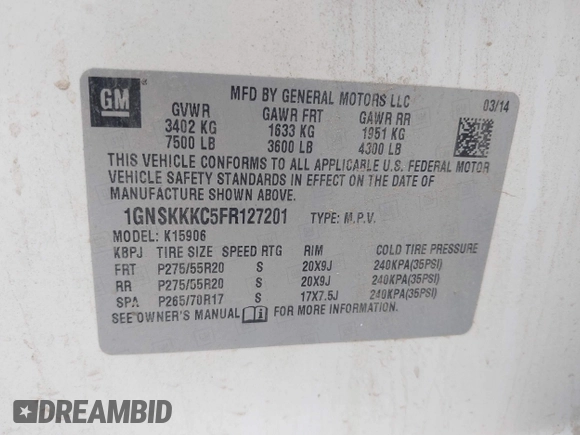 GM
MFD BY GENERAL MOTORS LLC 03/14
GVWR GAWR FRT GAWR RR
3402 KG 1633 KG 1951 KG
7500 LB 3600 LB 4300 LB
THIS VEHICLE CONFORMS TO ALL APPLICABLE U.S. FEDERAL MOTOR
VEHICLE SAFETY STANDARDS IN EFFECT ON THE DATE OF
MANUFACTURE SHOWN ABOVE.
1GNSKKKC5FR127201 TYPE: M.P.V.
MODEL: K15906
KBPJ TIRE SIZE SPEED RTG RIM COLD TIRE PRESSURE
FRT P275/55R20 S 20X9J 240KPA(35PSI)
RR P275/55R20 S 20X9J 240KPA(35PSI)
SPA P265/70R17 S 17X7.5J 240KPA(35PSI)
SEE OWNER'S MANUAL FOR MORE INFORMATION.
DREAMBID